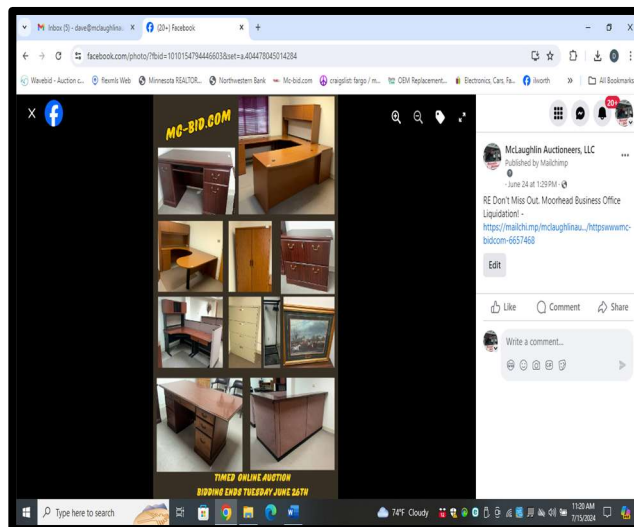 Inbox (5) - dave@mclaughlina
(20+) Facebook
facebook.com/photo/?fbid=1010154794446603&set=a.404478045014284
Wavebid - Auction c...
flexmls Web
Minnesota REALTOR...
Northwestern Bank
Mc-bid.com
craigslist: fargo / m...
OEM Replacement...
Electronics, Cars, Fa...
ilworth
All Bookmarks
MC-BID.COM
TIMED ONLINE AUCTION
BIDDING ENDS TUESDAY JUNE 26TH
20+
McLaughlin Auctioneers, LLC
Published by Mailchimp
· June 24 at 1:29 PM ·
RE Don't Miss Out. Moorhead Business Office
Liquidation! -
https://mailchi.mp/mclaughlinau.../httpswwwmc-
bidcom-6657468
Edit
Like
Comment
Share
Write a comment...
Type here to search
74°F Cloudy
11:20 AM
7/15/2024